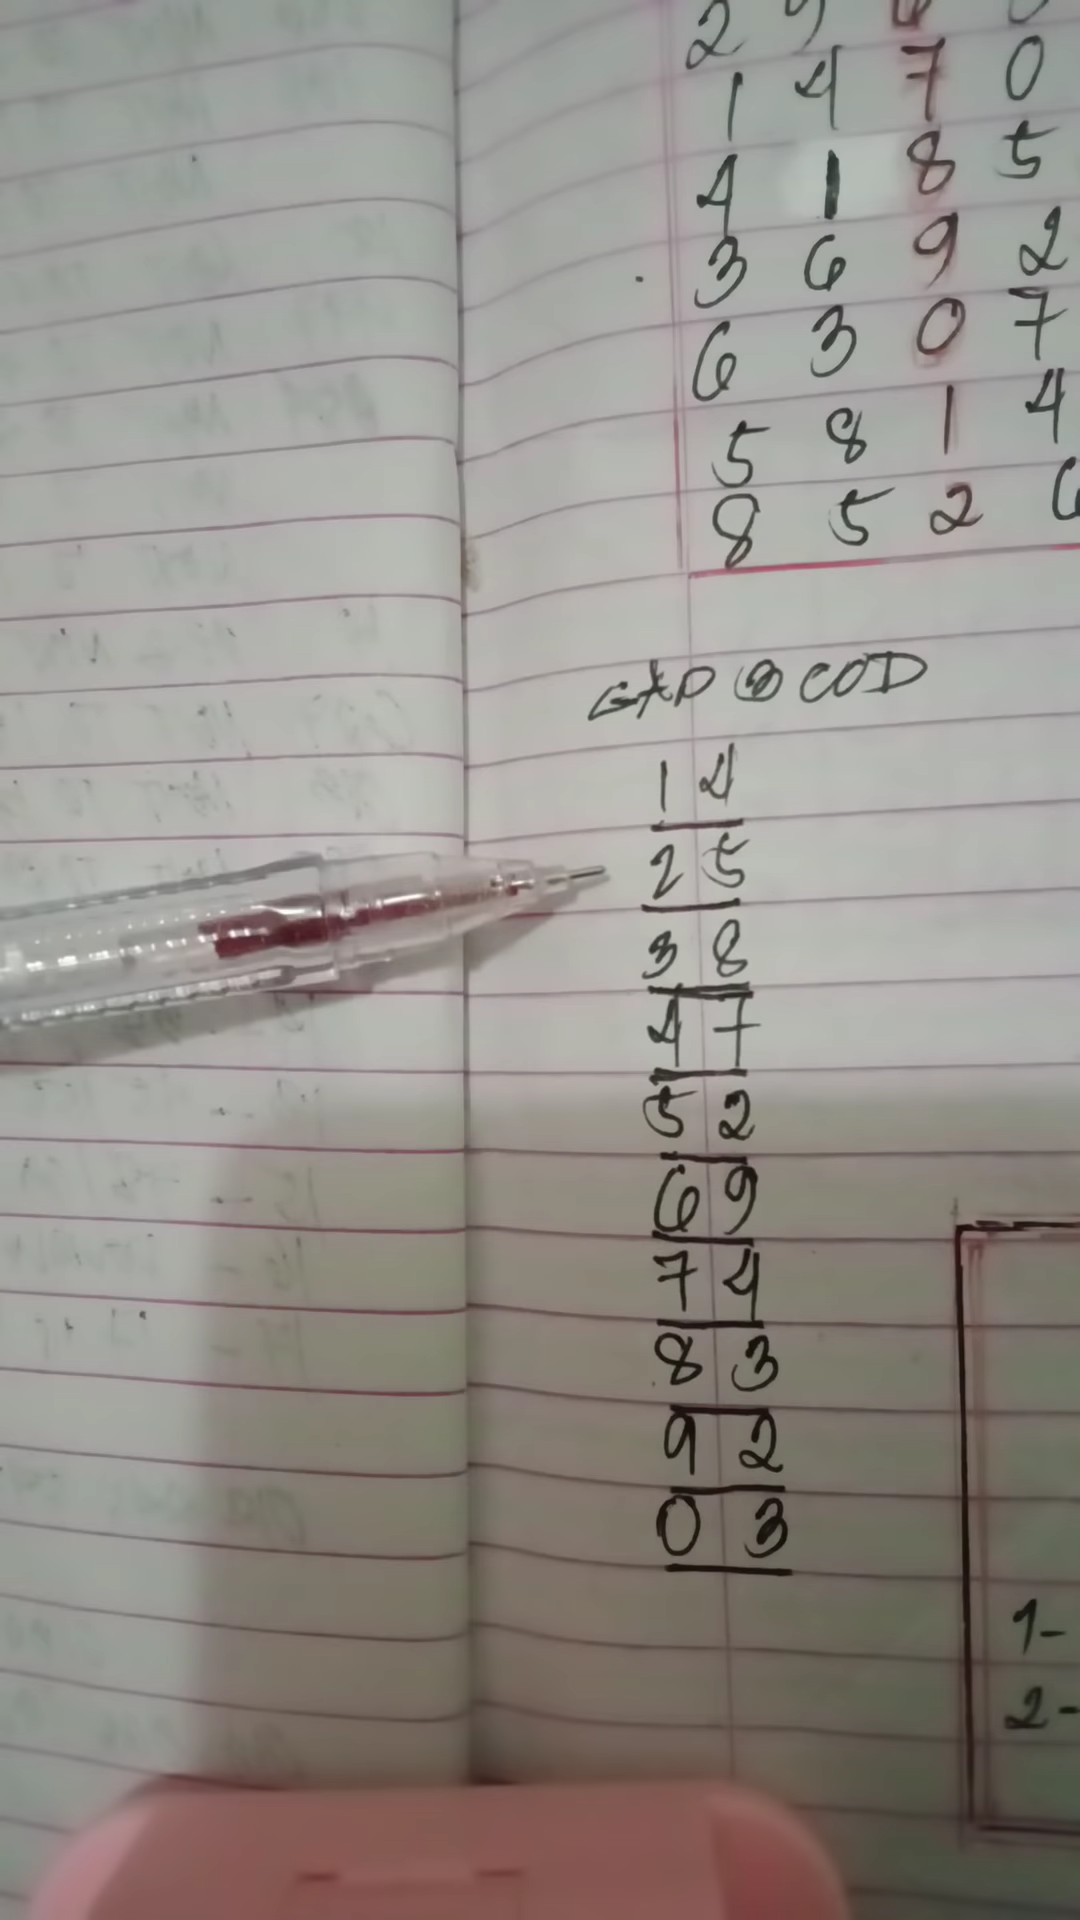 1 4 7 0
4 1 8 5
3 6 9 2
6 3 0 7
5 8 1 4
8 5 2 6
COD
1 4
2 5
3 8
4 7
5 2
6 9
7 4
8 3
9 2
0 3
1-
2-